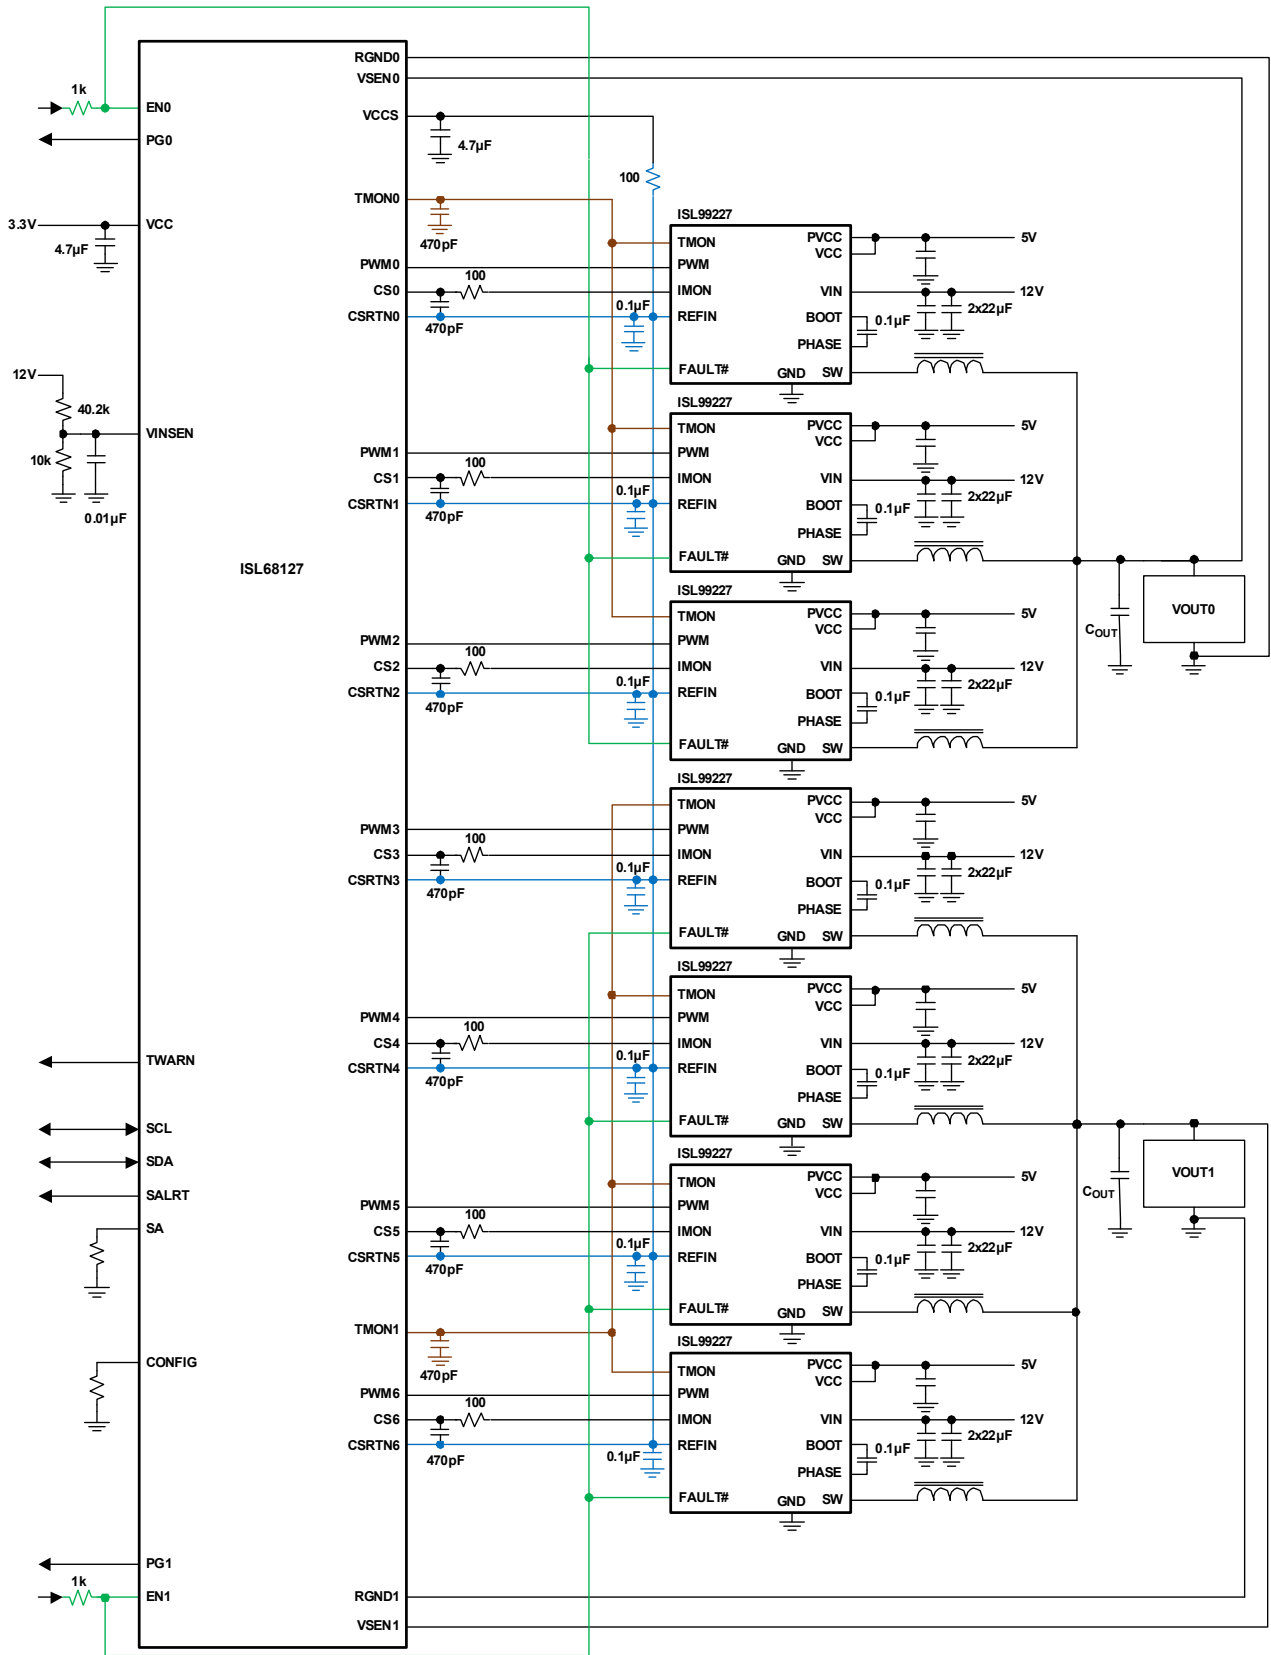 RGND0
VSEN0
1k
EN0
VCCS
PG0
4.7µF
100
TMON0
ISL99227
3.3V
VCC
470pF
TMON
PVCC
5V
VCC
4.7µF
PWM0
PWM
100
CS0
IMON
VIN
12V
0.1µF
2x22µF
CSRTN0
REFIN
BOOT
0.1µF
470pF
PHASE
12V
FAULT#
GND
SW
40.2k
ISL99227
VINSEN
TMON
PVCC
5V
VCC
10k
PWM1
PWM
100
CS1
IMON
VIN
12V
0.1µF
2x22µF
CSRTN1
REFIN
BOOT
0.1µF
0.01µF
470pF
PHASE
FAULT#
GND
SW
ISL68127
ISL99227
TMON
PVCC
5V
VCC
VOUT0
COUT
PWM2
PWM
100
CS2
IMON
VIN
12V
0.1µF
2x22µF
CSRTN2
REFIN
BOOT
0.1µF
470pF
PHASE
FAULT#
GND
SW
ISL99227
TMON
PVCC
5V
VCC
PWM3
PWM
100
CS3
IMON
VIN
12V
0.1µF
2x22µF
CSRTN3
REFIN
BOOT
0.1µF
470pF
PHASE
FAULT#
GND
SW
ISL99227
TMON
PVCC
5V
VCC
PWM4
PWM
100
CS4
IMON
VIN
12V
0.1µF
2x22µF
TWARN
CSRTN4
REFIN
BOOT
0.1µF
470pF
PHASE
FAULT#
GND
SW
SCL
ISL99227
SDA
TMON
PVCC
5V
VCC
VOUT1
COUT
SALRT
PWM5
PWM
100
SA
CS5
IMON
VIN
12V
0.1µF
2x22µF
CSRTN5
REFIN
BOOT
0.1µF
470pF
PHASE
FAULT#
GND
SW
TMON1
ISL99227
CONFIG
470pF
TMON
PVCC
5V
VCC
PWM6
PWM
100
CS6
IMON
VIN
12V
2x22µF
CSRTN6
REFIN
BOOT
0.1µF
470pF
0.1µF
PHASE
FAULT#
GND
SW
PG1
1k
EN1
RGND1
VSEN1